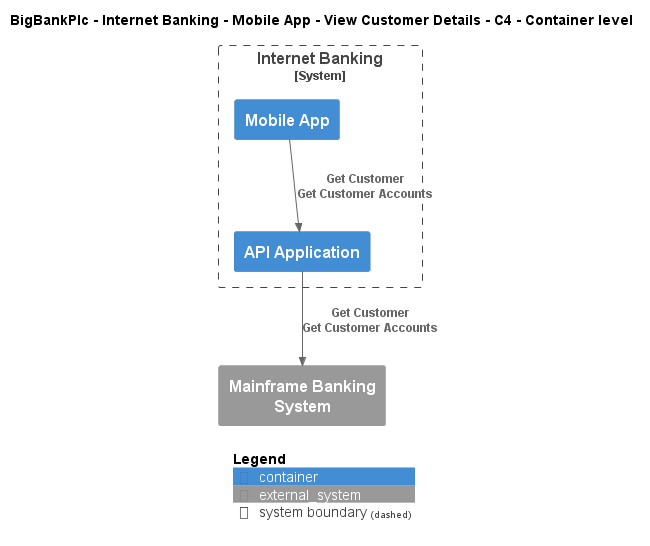 BigBankPlc - Internet Banking - Mobile App - View Customer Details - C4 - Container level
Internet Banking
[System]
Mobile App
Get Customer
Get Customer Accounts
API Application
Get Customer
Get Customer Accounts
Mainframe Banking
System
Legend
container
external_system
system boundary (dashed)